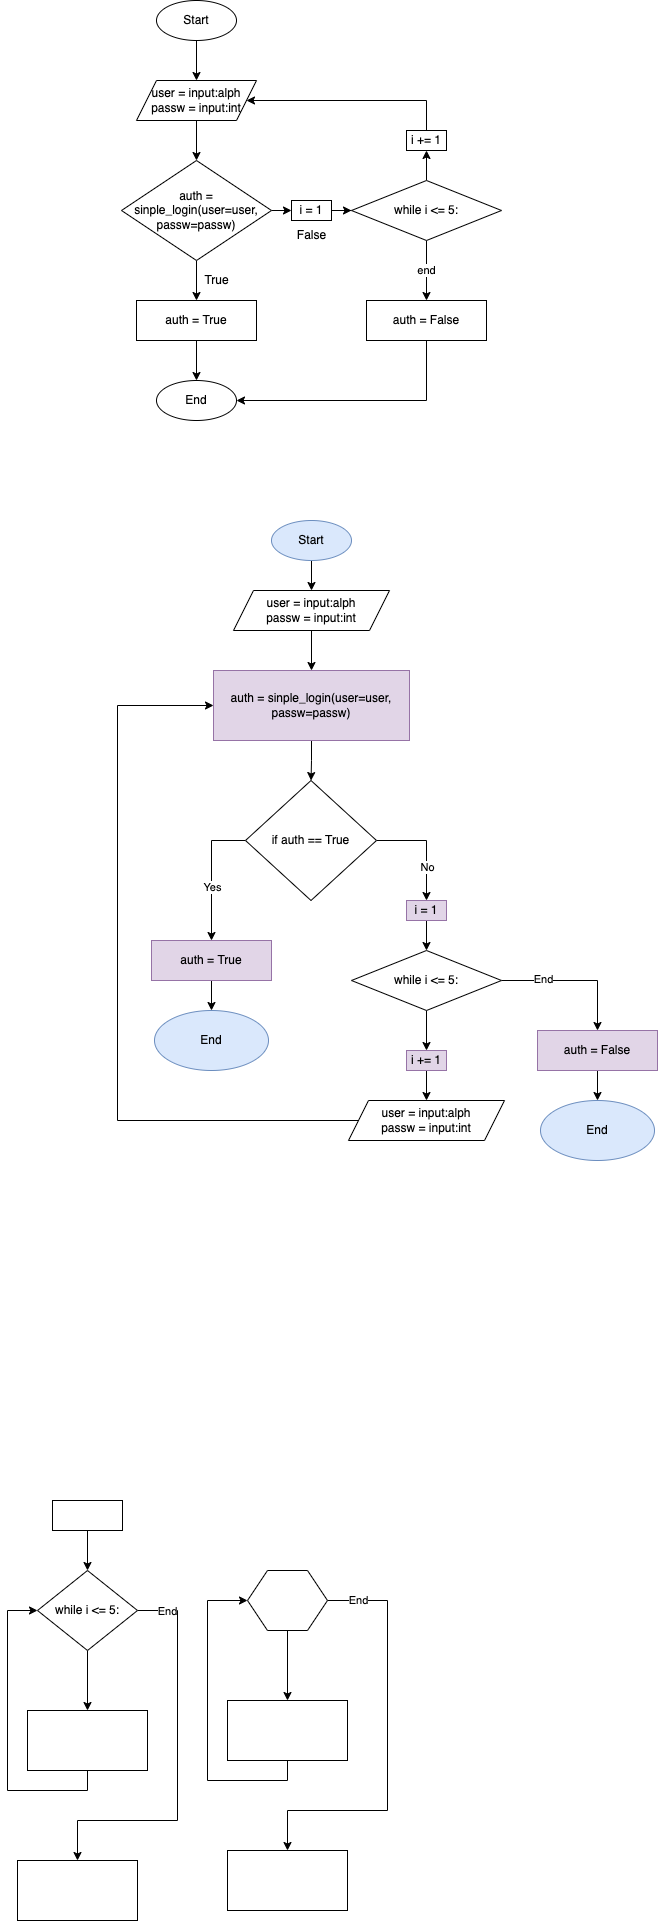 Start
user = input:alph
passw = input:int
i += 1
auth =
sinple_login(user=user,
passw=passw)
i = 1
while i <= 5:
False
True
end
auth = True
auth = False
End
Start
user = input:alph
passw = input:int
auth = sinple_login(user=user,
passw=passw)
if auth == True
Yes
No
i = 1
auth = True
while i <= 5:
End
End
i += 1
auth = False
user = input:alph
passw = input:int
End
while i <= 5:
End
End